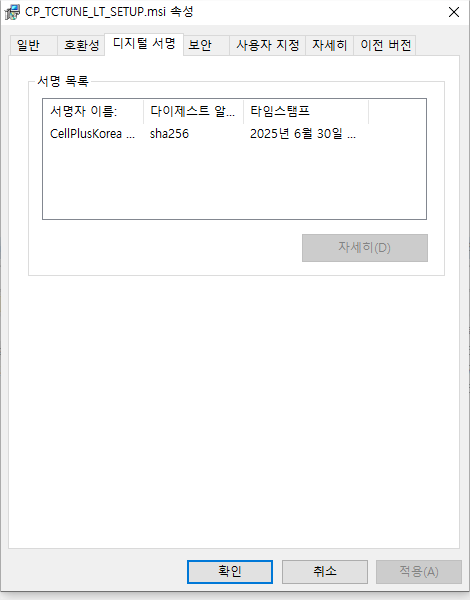 CP_TCTUNE_LT_SETUP.msi 속성
일반 호환성 디지털 서명 보안 사용자 지정 자세히 이전 버전
서명 목록
서명자 이름: 다이제스트 알... 타임스탬프
CellPlusKorea ... sha256 2025년 6월 30일 ...
자세히(D)
확인 취소 적용(A)